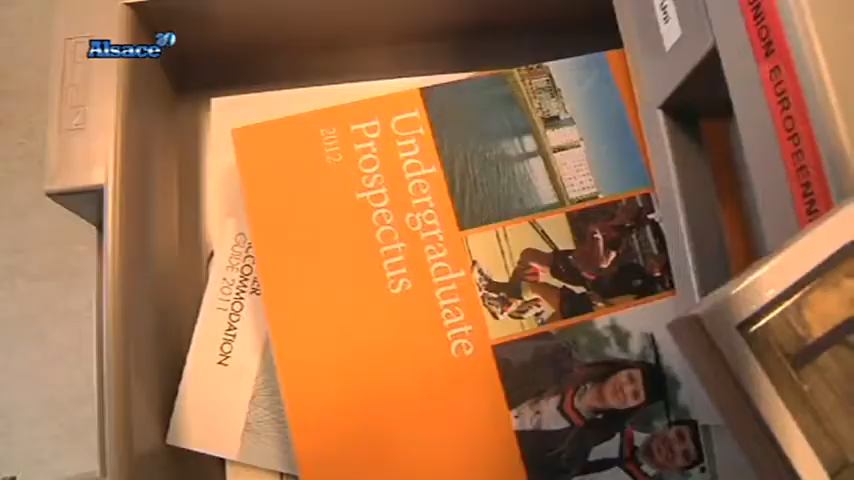 Alsace20
Undergraduate
Prospectus
2012
ACCOMMODATION
GUIDE 2011
UNION EUROPEENNE